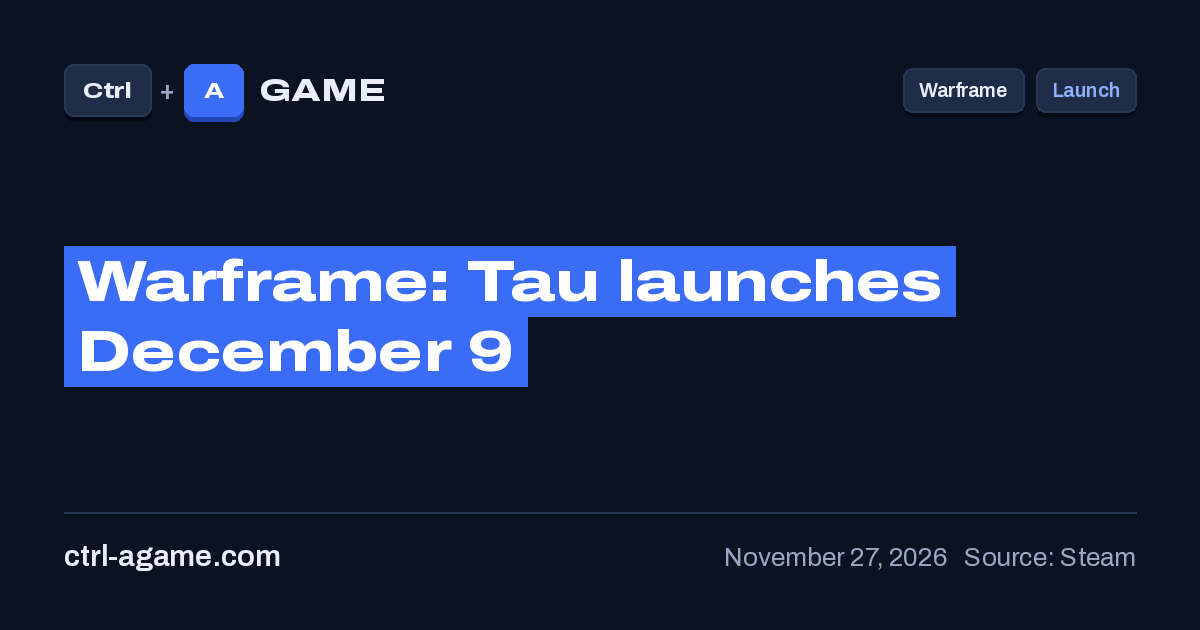 Ctrl + A GAME
Warframe Launch
Warframe: Tau launches
December 9
ctrl-agame.com
November 27, 2026 Source: Steam